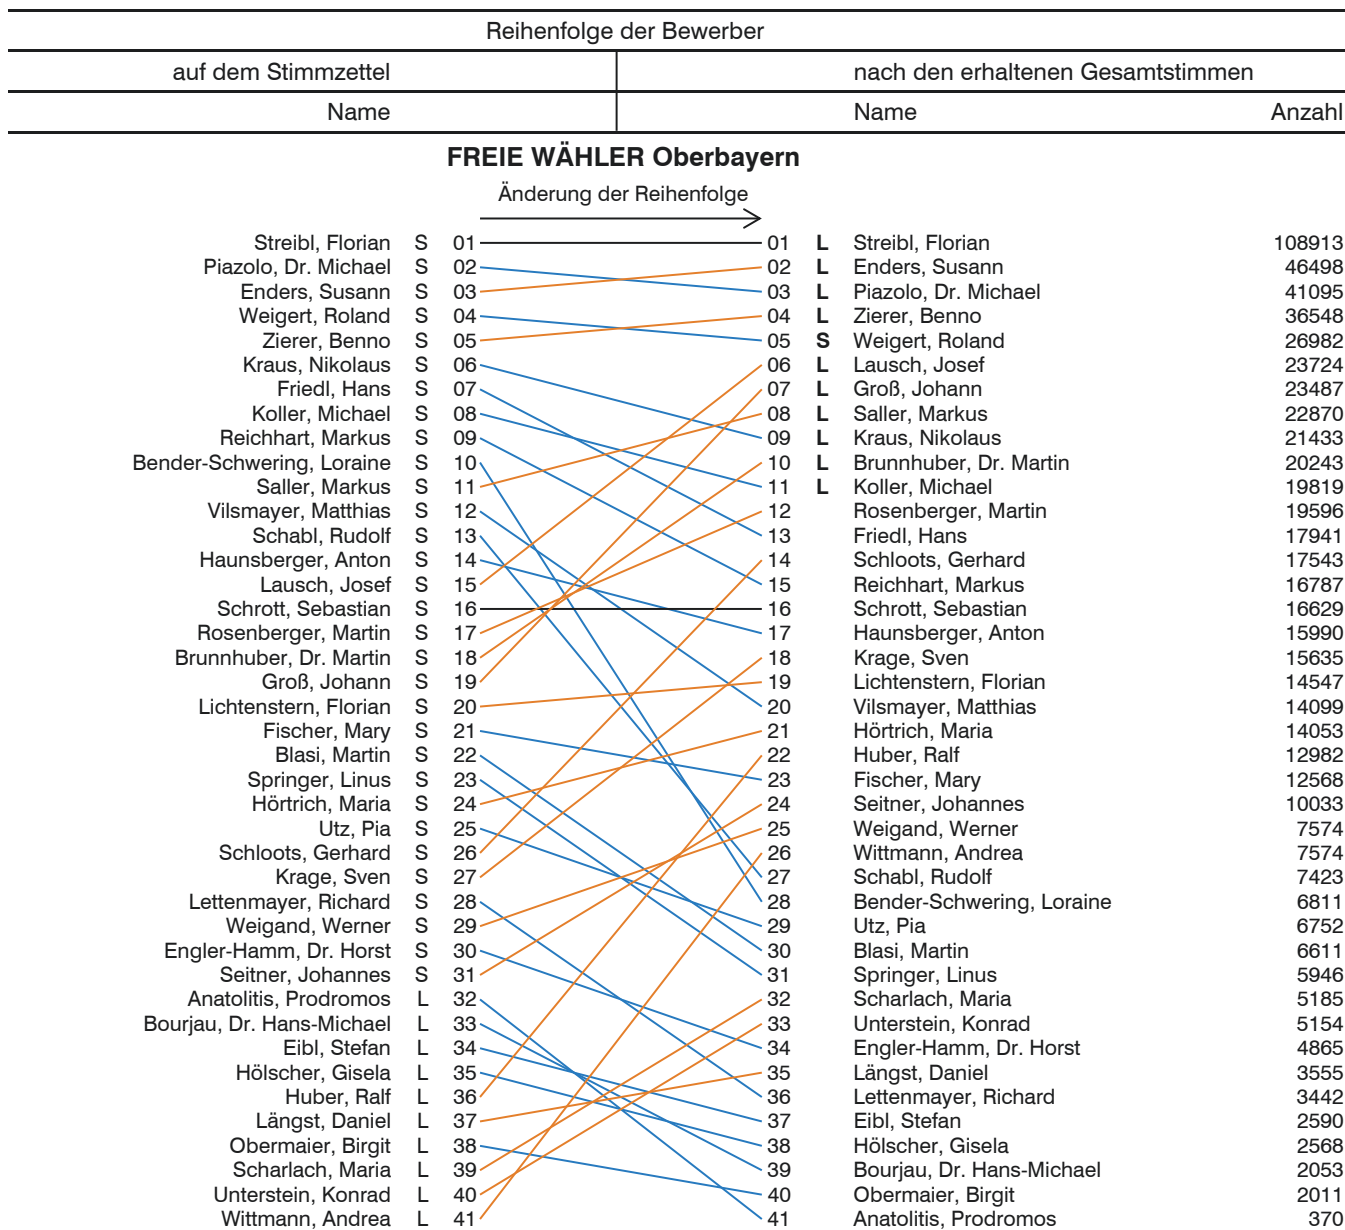 Reihenfolge der Bewerber
auf dem Stimmzettel nach den erhaltenen Gesamtstimmen
Name Name Anzahl
FREIE WÄHLER Oberbayern
Änderung der Reihenfolge
Streibl, Florian S 01 01 L Streibl, Florian 108913
Piazolo, Dr. Michael S 02 02 L Enders, Susann 46498
Enders, Susann S 03 03 L Piazolo, Dr. Michael 41095
Weigert, Roland S 04 04 L Zierer, Benno 36548
Zierer, Benno S 05 05 S Weigert, Roland 26982
Kraus, Nikolaus S 06 06 L Lausch, Josef 23724
Friedl, Hans S 07 07 L Groß, Johann 23487
Koller, Michael S 08 08 L Saller, Markus 22870
Reichhart, Markus S 09 09 L Kraus, Nikolaus 21433
Bender-Schwering, Loraine S 10 10 L Brunnhuber, Dr. Martin 20243
Saller, Markus S 11 11 L Koller, Michael 19819
Vilsmayer, Matthias S 12 12 Rosenberger, Martin 19596
Schabl, Rudolf S 13 13 Friedl, Hans 17941
Haunsberger, Anton S 14 14 Schloots, Gerhard 17543
Lausch, Josef S 15 15 Reichhart, Markus 16787
Schrott, Sebastian S 16 16 Schrott, Sebastian 16629
Rosenberger, Martin S 17 17 Haunsberger, Anton 15990
Brunnhuber, Dr. Martin S 18 18 Krage, Sven 15635
Groß, Johann S 19 19 Lichtenstern, Florian 14547
Lichtenstern, Florian S 20 20 Vilsmayer, Matthias 14099
Fischer, Mary S 21 21 Hörtrich, Maria 14053
Blasi, Martin S 22 22 Huber, Ralf 12982
Springer, Linus S 23 23 Fischer, Mary 12568
Hörtrich, Maria S 24 24 Seitner, Johannes 10033
Utz, Pia S 25 25 Weigand, Werner 7574
Schloots, Gerhard S 26 26 Wittmann, Andrea 7574
Krage, Sven S 27 27 Schabl, Rudolf 7423
Lettenmayer, Richard S 28 28 Bender-Schwering, Loraine 6811
Weigand, Werner S 29 29 Utz, Pia 6752
Engler-Hamm, Dr. Horst S 30 30 Blasi, Martin 6611
Seitner, Johannes S 31 31 Springer, Linus 5946
Anatolitis, Prodromos L 32 32 Scharlach, Maria 5185
Bourjau, Dr. Hans-Michael L 33 33 Unterstein, Konrad 5154
Eibl, Stefan L 34 34 Engler-Hamm, Dr. Horst 4865
Hölscher, Gisela L 35 35 Längst, Daniel 3555
Huber, Ralf L 36 36 Lettenmayer, Richard 3442
Längst, Daniel L 37 37 Eibl, Stefan 2590
Obermaier, Birgit L 38 38 Hölscher, Gisela 2568
Scharlach, Maria L 39 39 Bourjau, Dr. Hans-Michael 2053
Unterstein, Konrad L 40 40 Obermaier, Birgit 2011
Wittmann, Andrea L 41 41 Anatolitis, Prodromos 370